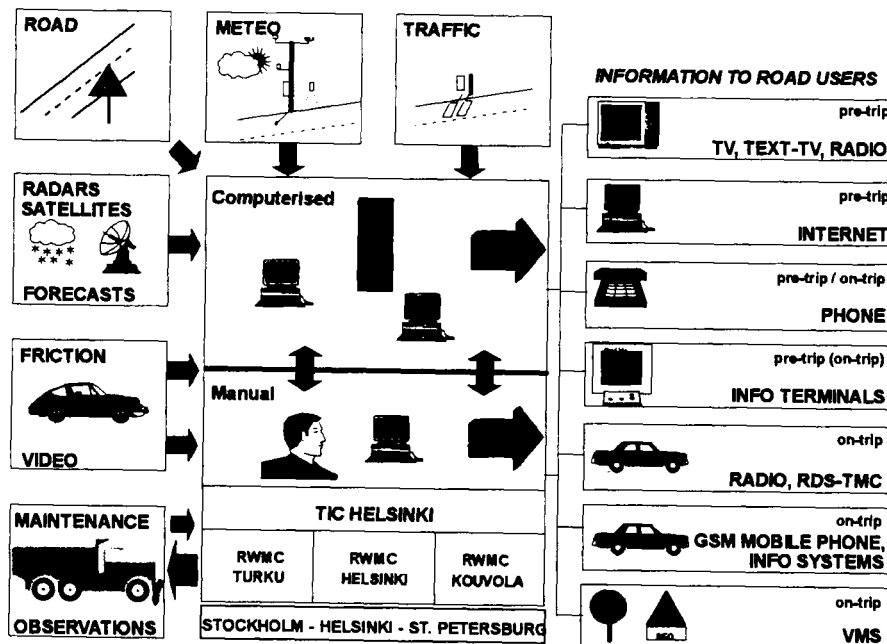 ROAD
METEO
TRAFFIC
INFORMATION TO ROAD USERS
RADARS
SATELLITES
FORECASTS
FRICTION
VIDEO
MAINTENANCE
OBSERVATIONS
Computerised
Manual
TIC HELSINKI
RWMC
TURKU
RWMC
HELSINKI
RWMC
KOUVOLA
STOCKHOLM - HELSINKI - ST. PETERSBURG
pre-trip
TV, TEXT-TV, RADIO
pre-trip
INTERNET
pre-trip / on-trip
PHONE
pre-trip (on-trip)
INFO TERMINALS
on-trip
RADIO, RDS-TMC
on-trip
GSM MOBILE PHONE,
INFO SYSTEMS
on-trip
VMS